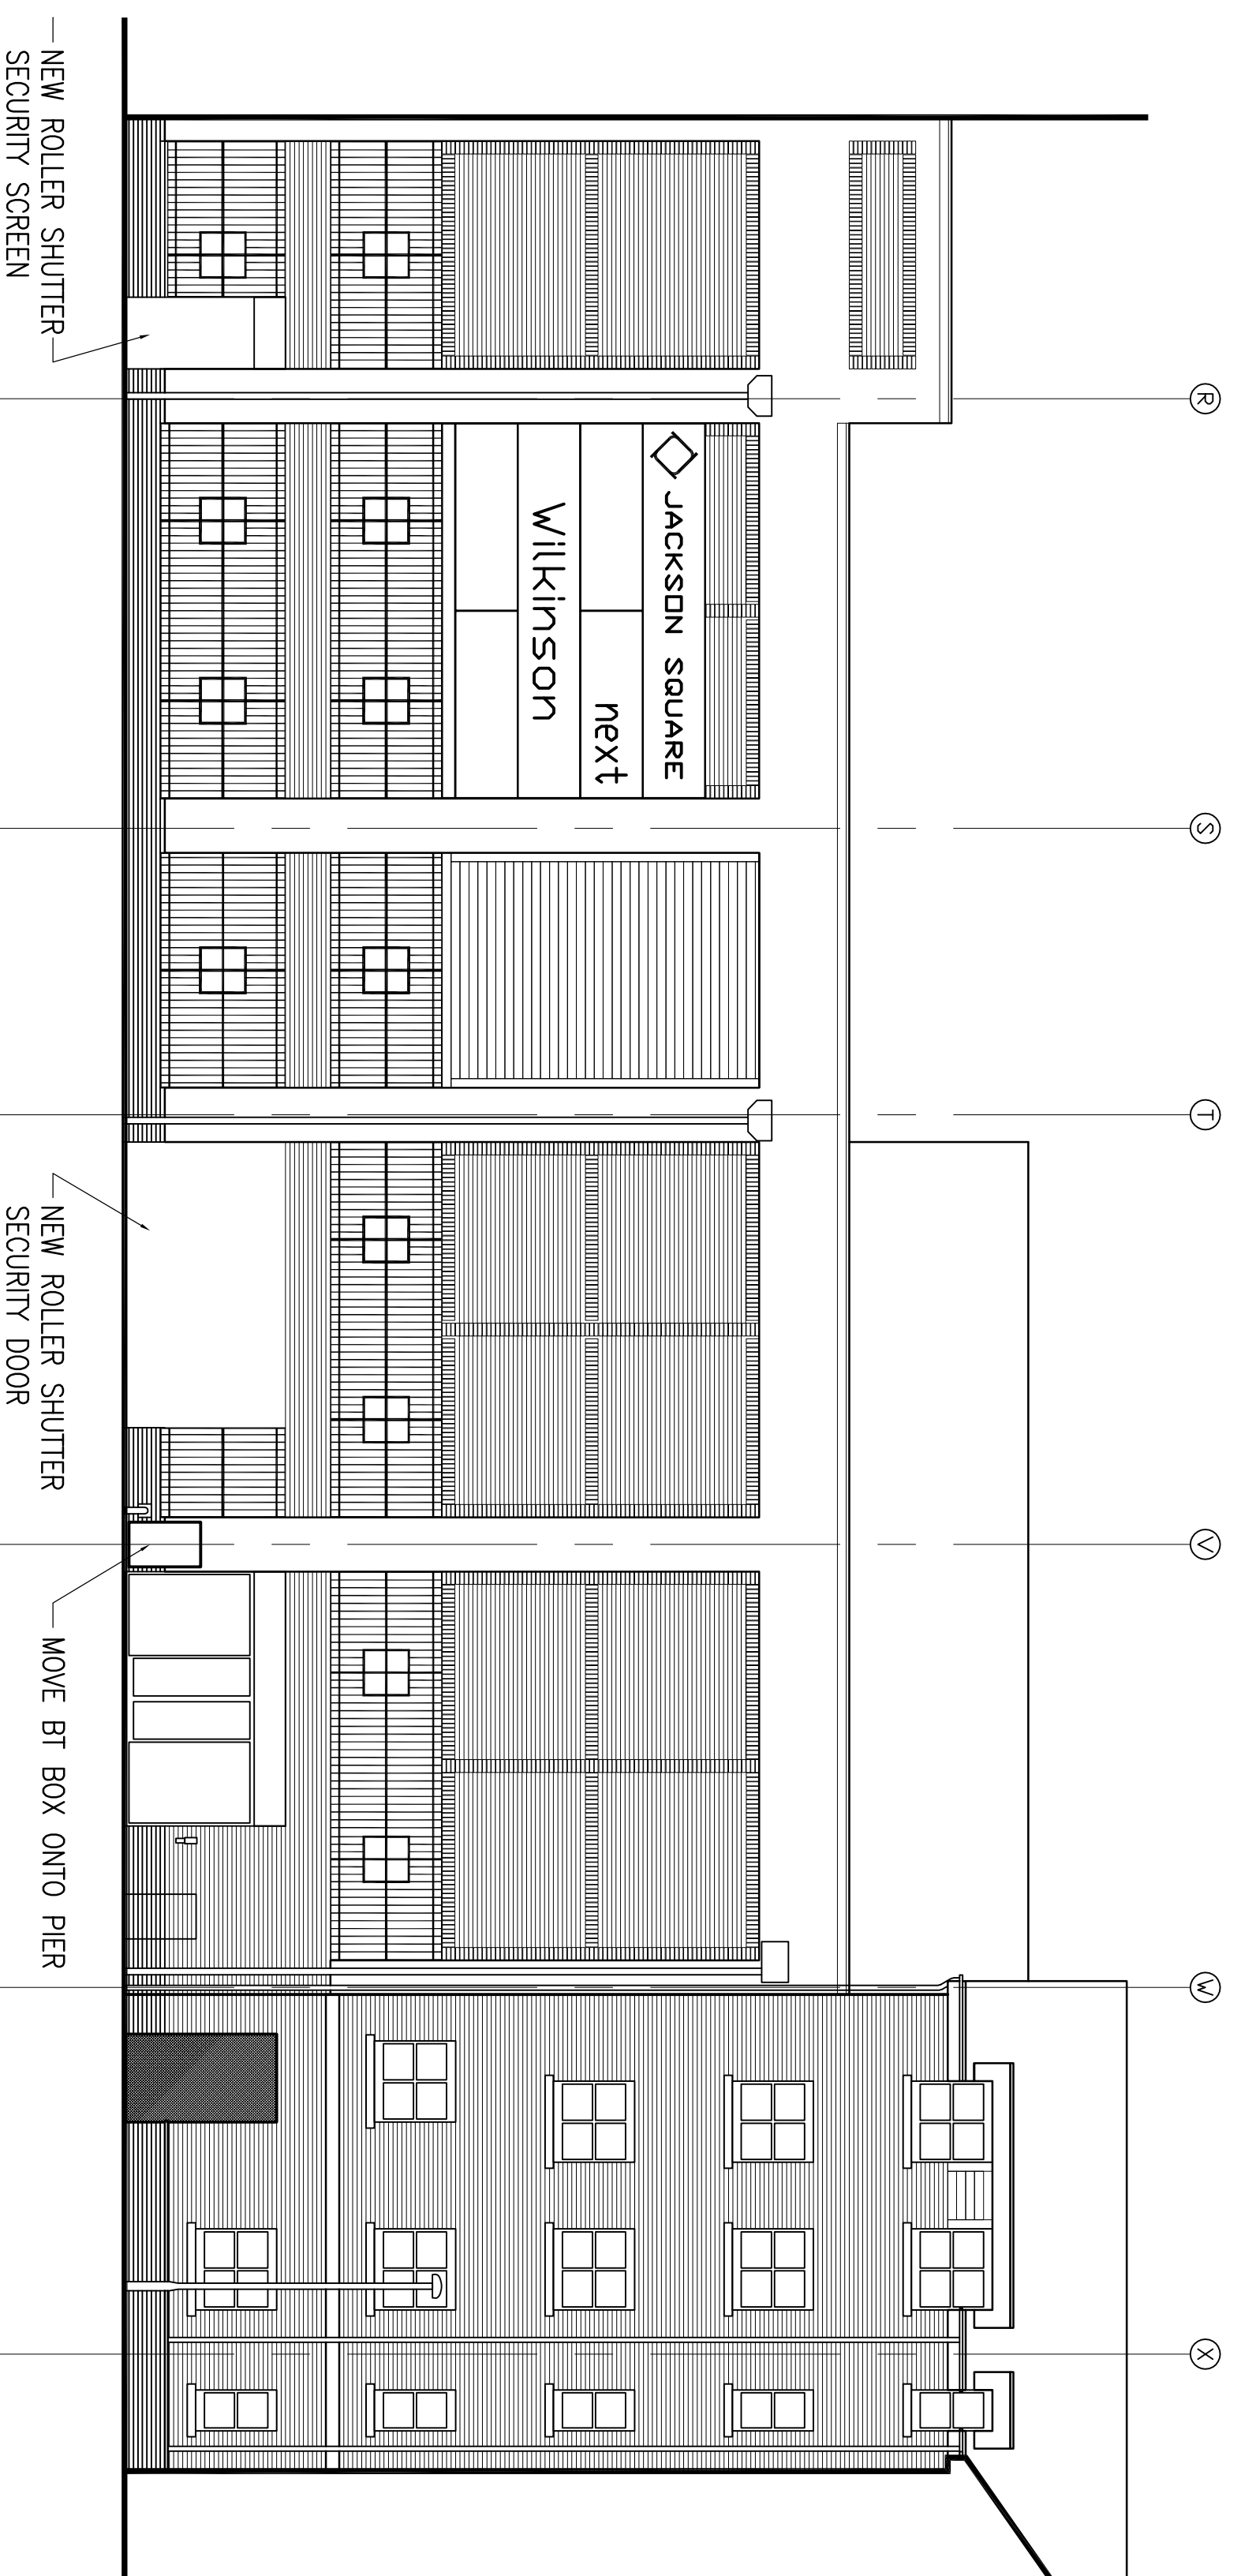 R
S
T
V
W
X
JACKSON SQUARE
next
Wilkinson
NEW ROLLER SHUTTER
SECURITY SCREEN
NEW ROLLER SHUTTER
SECURITY DOOR
MOVE BT BOX ONTO PIER